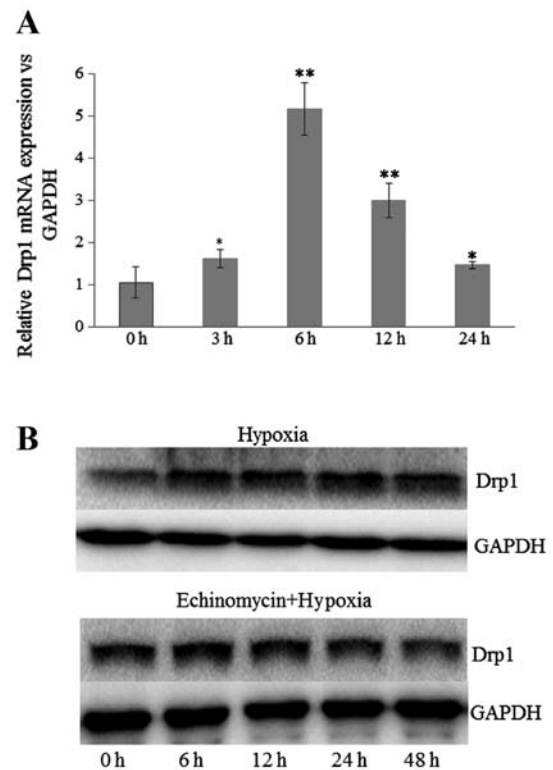 A
Relative Drp1 mRNA expression vs
GAPDH
6
5
4
3
2
1
0
*
**
**
*
0 h
3 h
6 h
12 h
24 h
B
Hypoxia
Drp1
GAPDH
Echinomycin+Hypoxia
Drp1
GAPDH
0 h
6 h
12 h
24 h
48 h